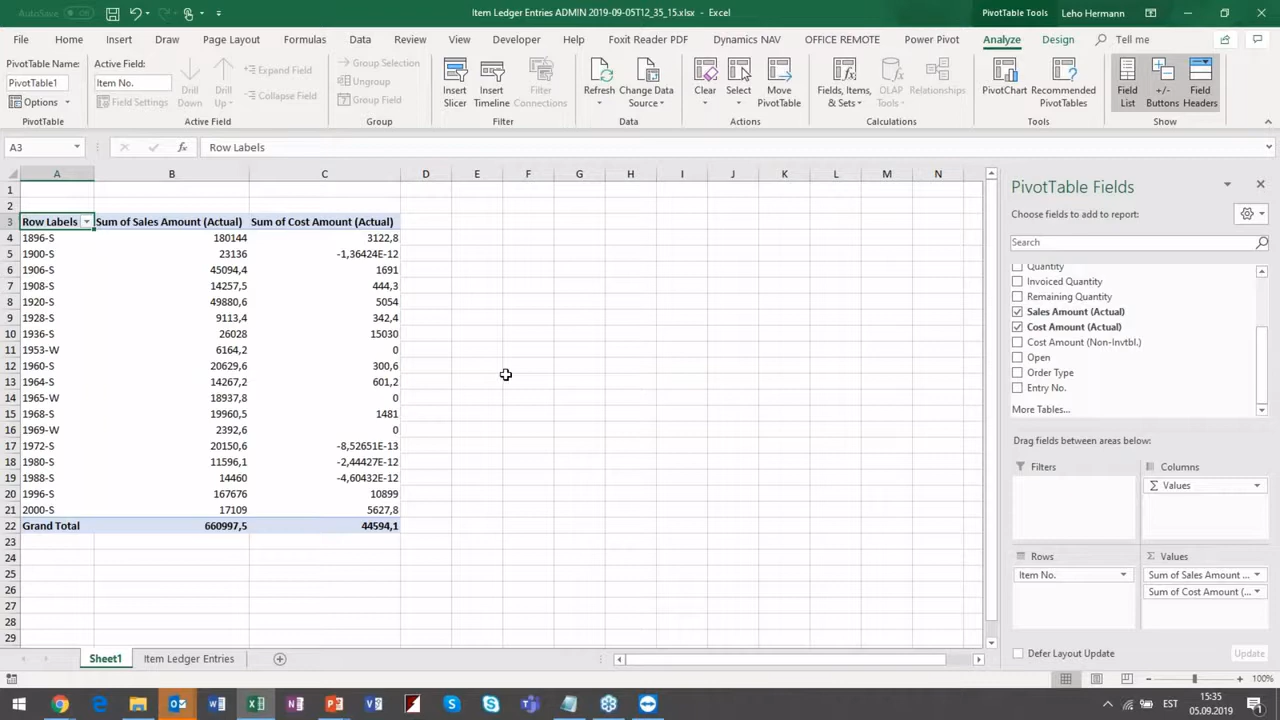 AutoSave
Item Ledger Entries ADMIN 2019-09-05T12_35_15.xlsx - Excel
PivotTable Tools
Leho Hermann
File Home Insert Draw Page Layout Formulas Data Review View Developer Help Foxit Reader PDF Dynamics NAV OFFICE REMOTE Power Pivot Analyze Design Tell me
PivotTable Name:
PivotTable1
Options
PivotTable
Active Field:
Item No.
Field Settings
Drill Down
Drill Up
Expand Field
Collapse Field
Active Field
Group Selection
Ungroup
Group Field
Group
Insert Slicer
Insert Timeline
Filter Connections
Filter
Refresh
Change Data Source
Data
Clear
Select
Move PivotTable
Actions
Fields, Items, & Sets
OLAP Tools
Relationships
Calculations
PivotChart
Recommended PivotTables
Tools
Field List
+/- Buttons
Field Headers
Show
A3 fx Row Labels
A B C D E F G H I J K L M N
1
2
3 Row Labels Sum of Sales Amount (Actual) Sum of Cost Amount (Actual)
4 1896-S 180144 3122,8
5 1900-S 23136 -1,36424E-12
6 1906-S 45094,4 1691
7 1908-S 14257,5 444,3
8 1920-S 49880,6 5054
9 1928-S 9113,4 342,4
10 1936-S 26028 15030
11 1953-W 6164,2 0
12 1960-S 20629,6 300,6
13 1964-S 14267,2 601,2
14 1965-W 18937,8 0
15 1968-S 19960,5 1481
16 1969-W 2392,6 0
17 1972-S 20150,6 -8,52651E-13
18 1980-S 11596,1 -2,44427E-12
19 1988-S 14460 -4,60432E-12
20 1996-S 167676 10899
21 2000-S 17109 5627,8
22 Grand Total 660997,5 44594,1
23
24
25
26
27
28
29
PivotTable Fields
Choose fields to add to report:
Search
Quantity
Invoiced Quantity
Remaining Quantity
Sales Amount (Actual)
Cost Amount (Actual)
Cost Amount (Non-Invtbl.)
Open
Order Type
Entry No.
More Tables...
Drag fields between areas below:
Filters
Columns
Σ Values
Rows
Σ Values
Item No.
Sum of Sales Amount ...
Sum of Cost Amount (...
Defer Layout Update
Update
Sheet1 Item Ledger Entries
100%
EST
15:35
05.09.2019
1